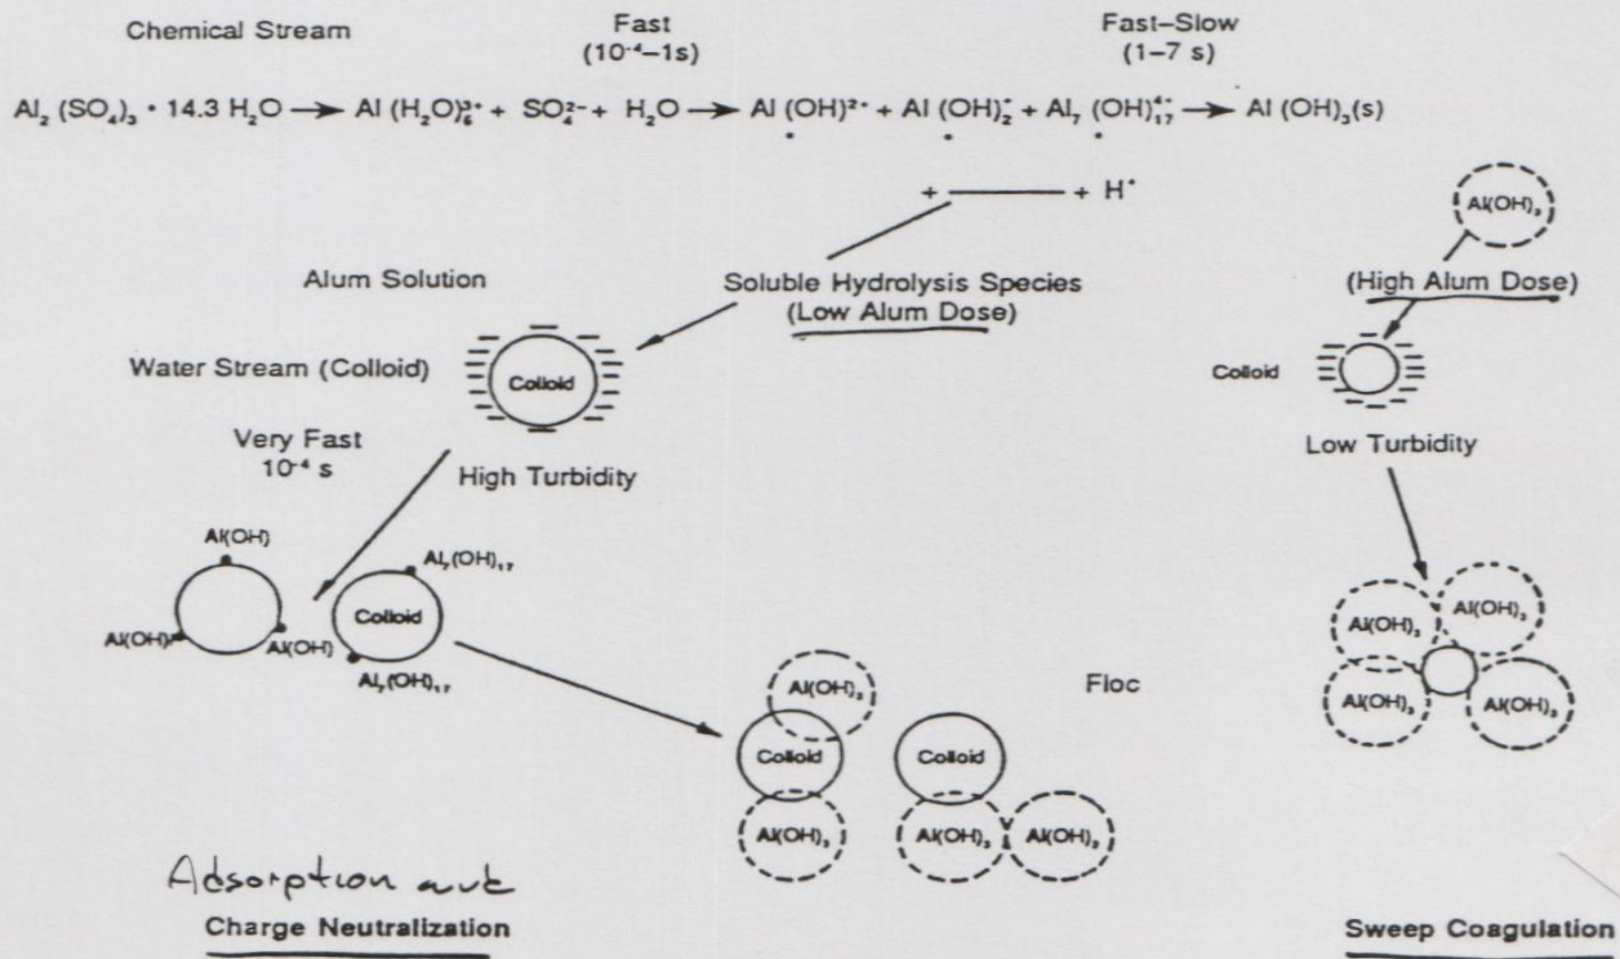 Chemical Stream
Fast
(10⁻⁴–1s)
Fast–Slow
(1–7 s)
Al₂ (SO₄)₃ • 14.3 H₂O → Al (H₂O)₆³⁺ + SO₄²⁻ + H₂O → Al (OH)²⁺ + Al (OH)₂⁺ + Al₇ (OH)₁₇⁴⁺ → Al (OH)₃(s)
+ ——— + H⁺
Al(OH)₃
Alum Solution
Soluble Hydrolysis Species
(Low Alum Dose)
(High Alum Dose)
Water Stream (Colloid)
Colloid
Colloid
Very Fast
10⁻⁴ s
High Turbidity
Low Turbidity
Al(OH)
Al(OH)
Al(OH)
Al₇(OH)₁₇
Colloid
Al₇(OH)₁₇
Al(OH)₃
Colloid
Al(OH)₃
Colloid
Al(OH)₃
Al(OH)₃
Floc
Al(OH)₃
Al(OH)₃
Al(OH)₃
Al(OH)₃
Adsorption and
Charge Neutralization
Sweep Coagulation